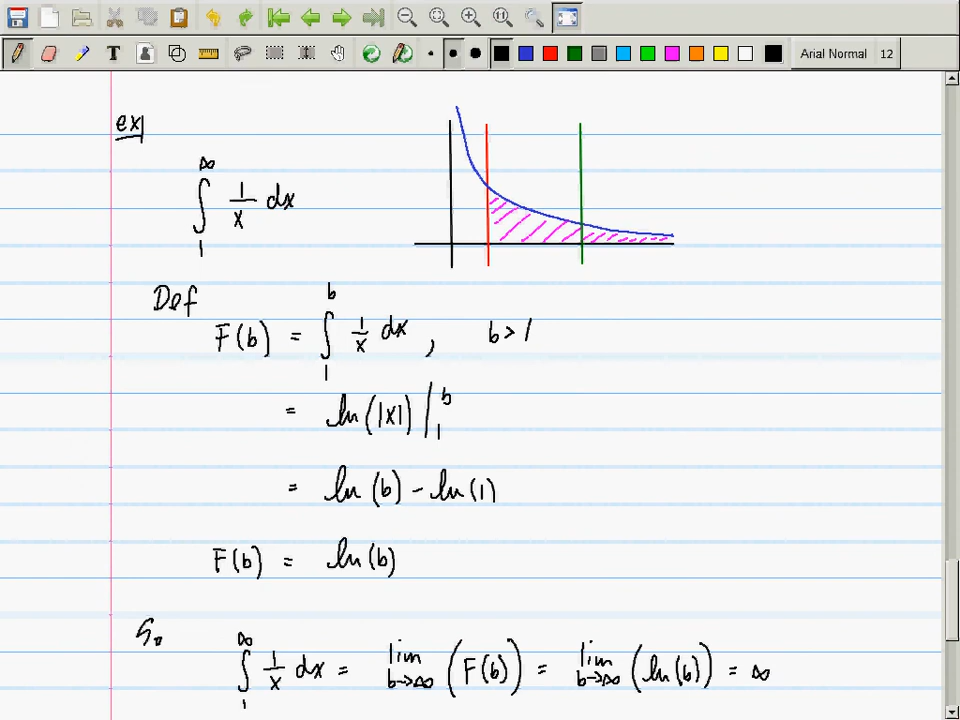 T
Arial Normal 12
ex
∫₁^∞ 1/x dx
Def
F(b) = ∫₁^b 1/x dx, b > 1
= ln(|x|) |₁^b
= ln(b) - ln(1)
F(b) = ln(b)
So
∫₁^∞ 1/x dx = lim b→∞ (F(b)) = lim b→∞ (ln(b)) = ∞